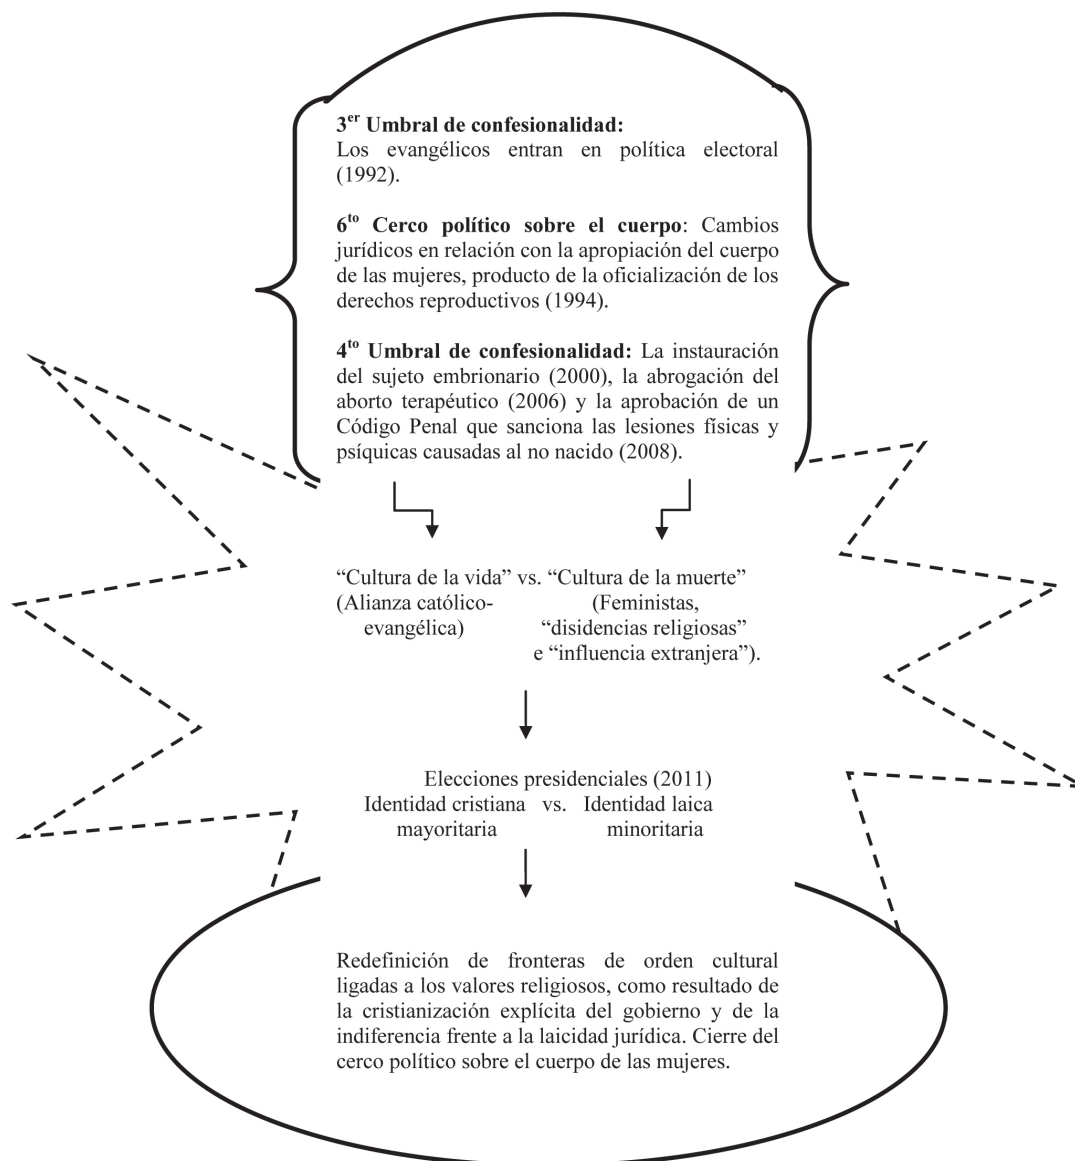 3er Umbral de confesionalidad:
Los evangélicos entran en política electoral
(1992).
6to Cerco político sobre el cuerpo: Cambios
jurídicos en relación con la apropiación del cuerpo
de las mujeres, producto de la oficialización de los
derechos reproductivos (1994).
4to Umbral de confesionalidad: La instauración
del sujeto embrionario (2000), la abrogación del
aborto terapéutico (2006) y la aprobación de un
Código Penal que sanciona las lesiones físicas y
psíquicas causadas al no nacido (2008).
“Cultura de la vida” vs. “Cultura de la muerte”
(Alianza católico- (Feministas,
evangélica) “disidencias religiosas”
e “influencia extranjera”).
Elecciones presidenciales (2011)
Identidad cristiana vs. Identidad laica
mayoritaria minoritaria
Redefinición de fronteras de orden cultural
ligadas a los valores religiosos, como resultado de
la cristianización explícita del gobierno y de la
indiferencia frente a la laicidad jurídica. Cierre del
cerco político sobre el cuerpo de las mujeres.